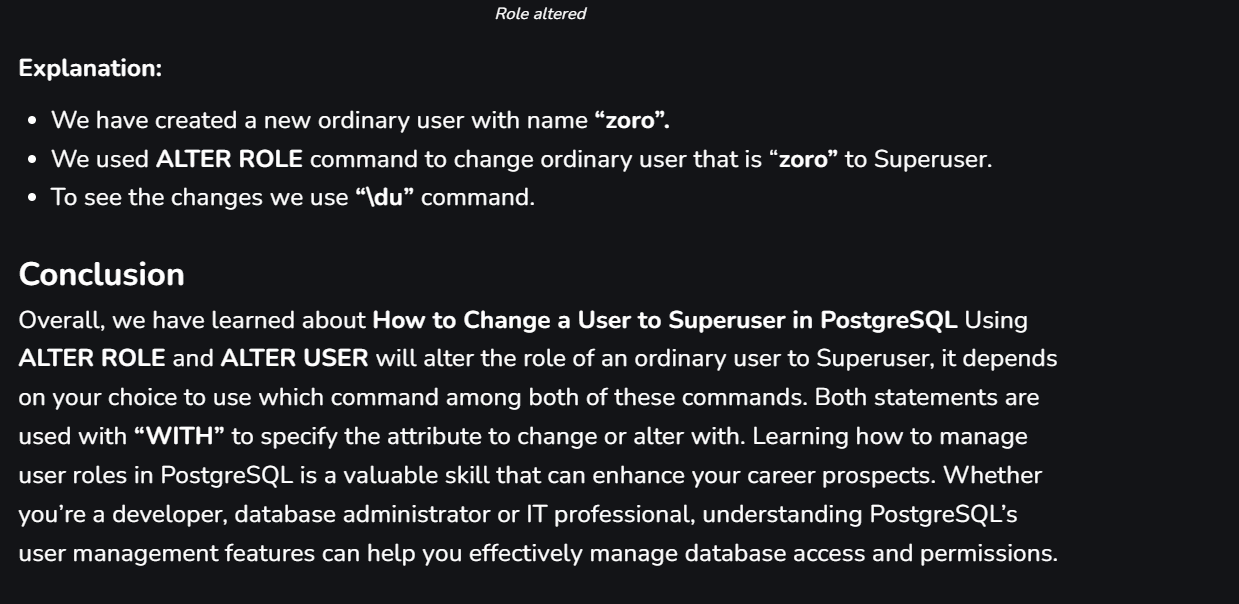 Role altered
Explanation:
• We have created a new ordinary user with name “zoro”.
• We used ALTER ROLE command to change ordinary user that is “zoro” to Superuser.
• To see the changes we use “\du” command.
Conclusion
Overall, we have learned about How to Change a User to Superuser in PostgreSQL Using
ALTER ROLE and ALTER USER will alter the role of an ordinary user to Superuser, it depends
on your choice to use which command among both of these commands. Both statements are
used with “WITH” to specify the attribute to change or alter with. Learning how to manage
user roles in PostgreSQL is a valuable skill that can enhance your career prospects. Whether
you’re a developer, database administrator or IT professional, understanding PostgreSQL’s
user management features can help you effectively manage database access and permissions.